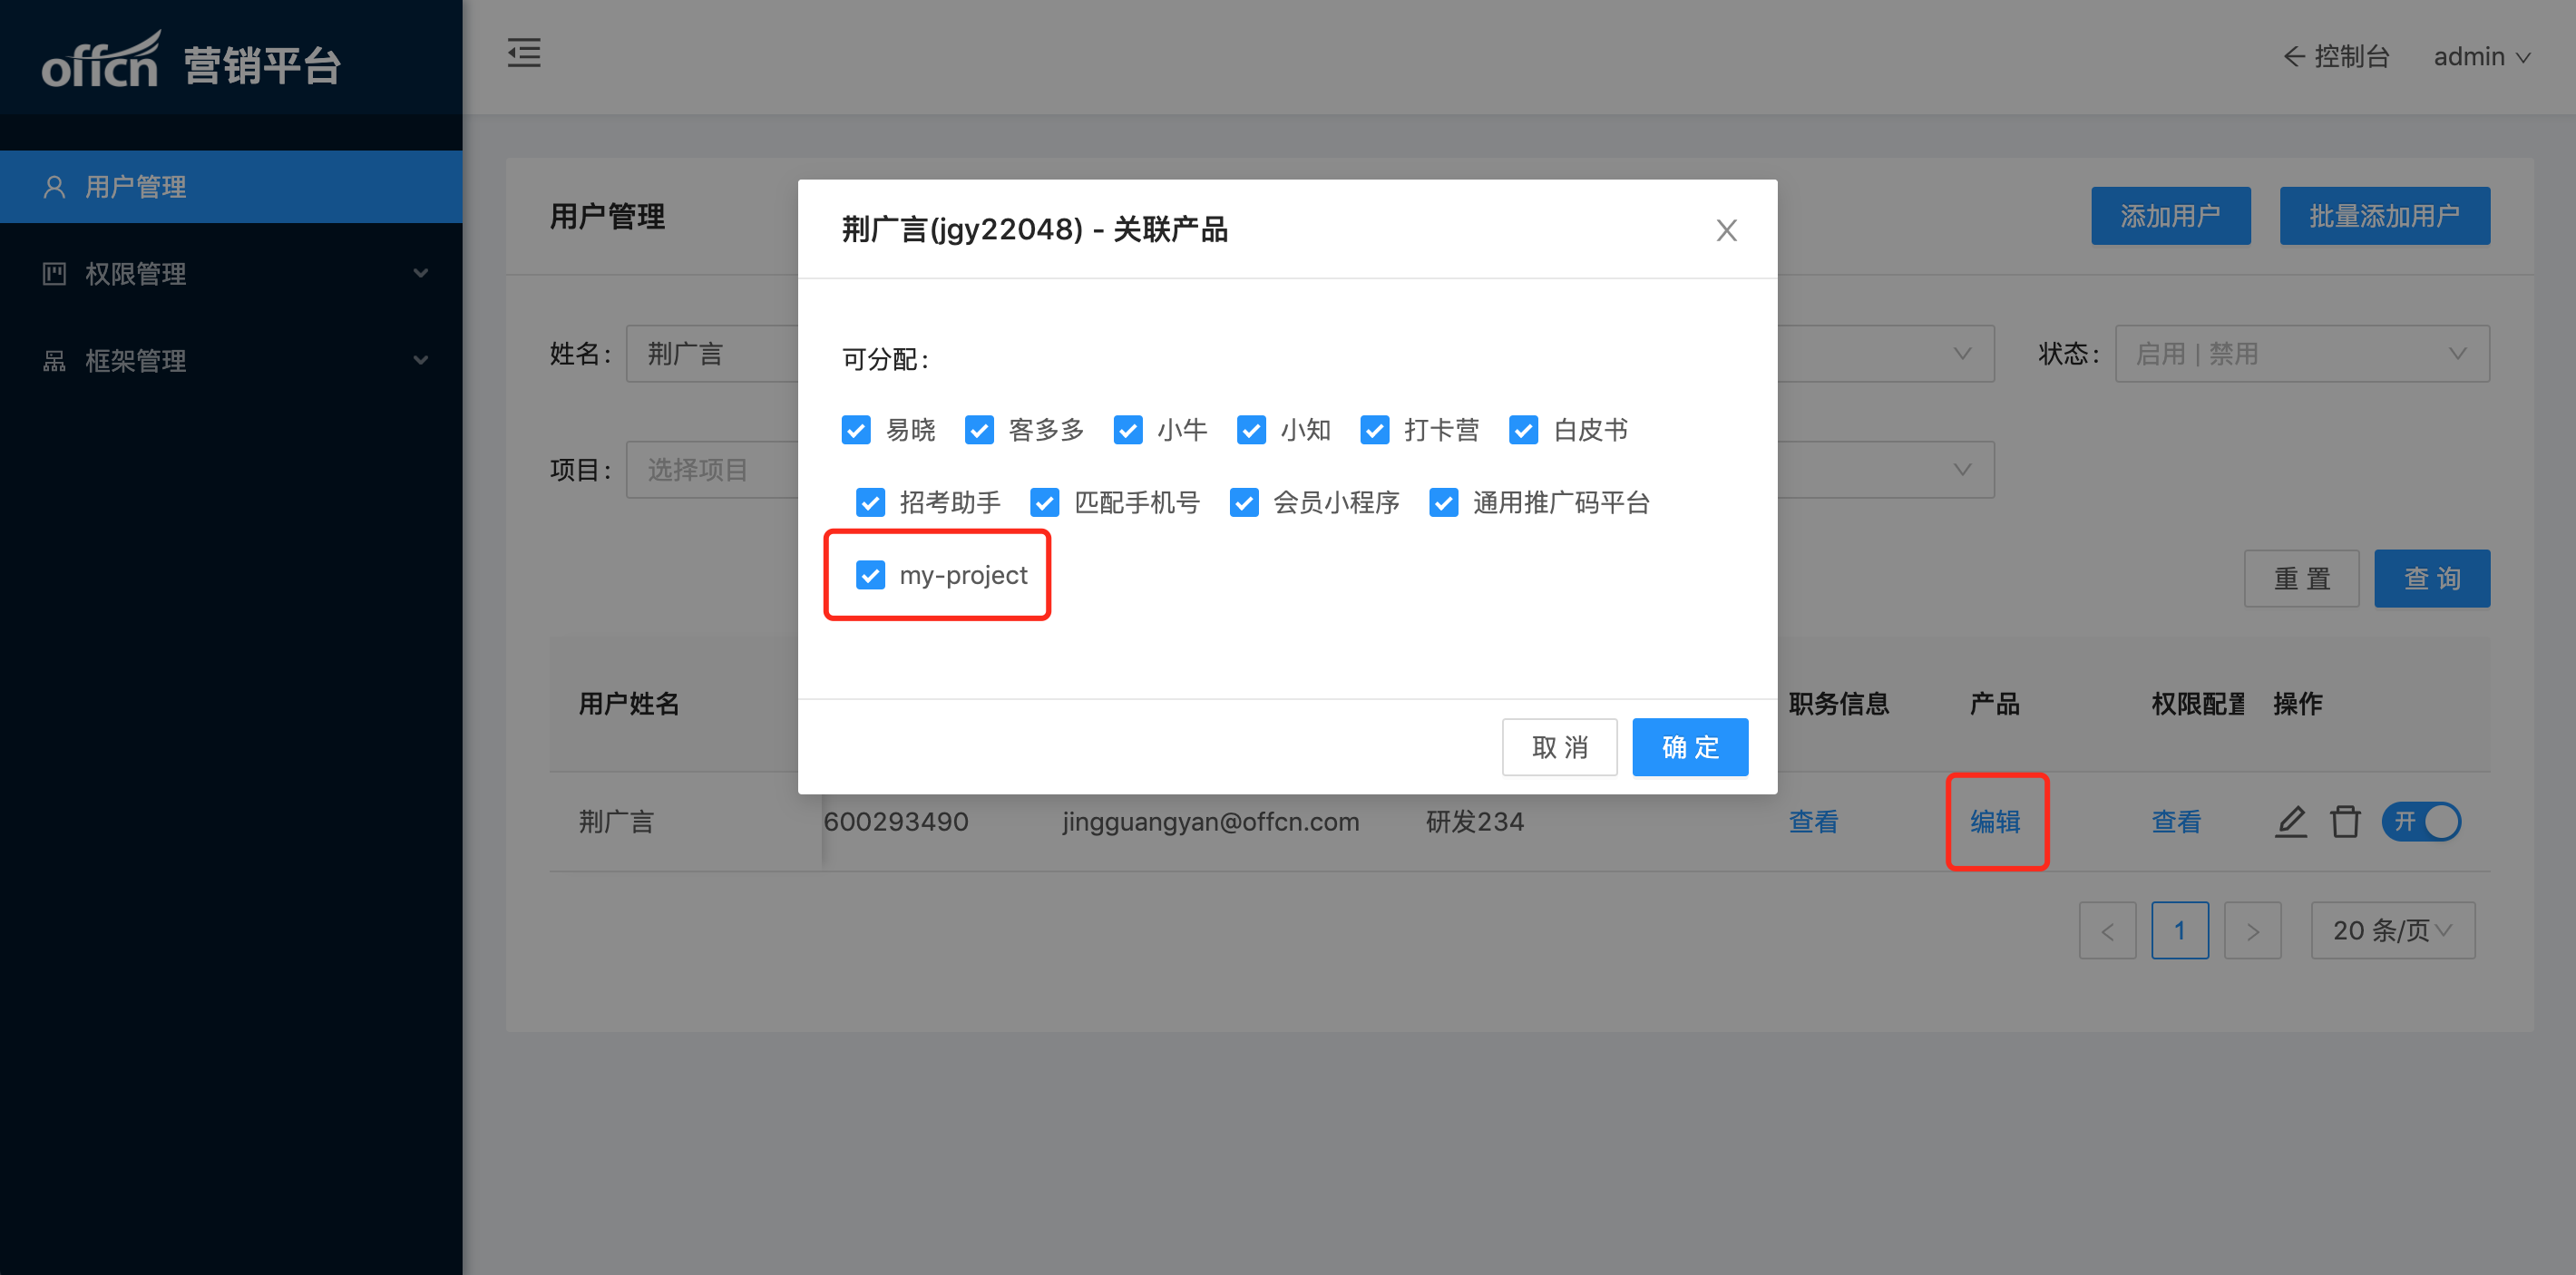 offcn 营销平台
控制台 admin
用户管理
权限管理
框架管理
用户管理
添加用户 批量添加用户
姓名: 荆广言
状态: 启用 | 禁用
项目: 选择项目
重 置 查 询
荆广言(jgy22048) - 关联产品
可分配:
易晓 客多多 小牛 小知 打卡营 白皮书
招考助手 匹配手机号 会员小程序 通用推广码平台
my-project
取 消 确 定
用户姓名 职务信息 产品 权限配置 操作
荆广言 600293490 jingguangyan@offcn.com 研发234 查看 编辑 查看 开
< 1 > 20 条/页